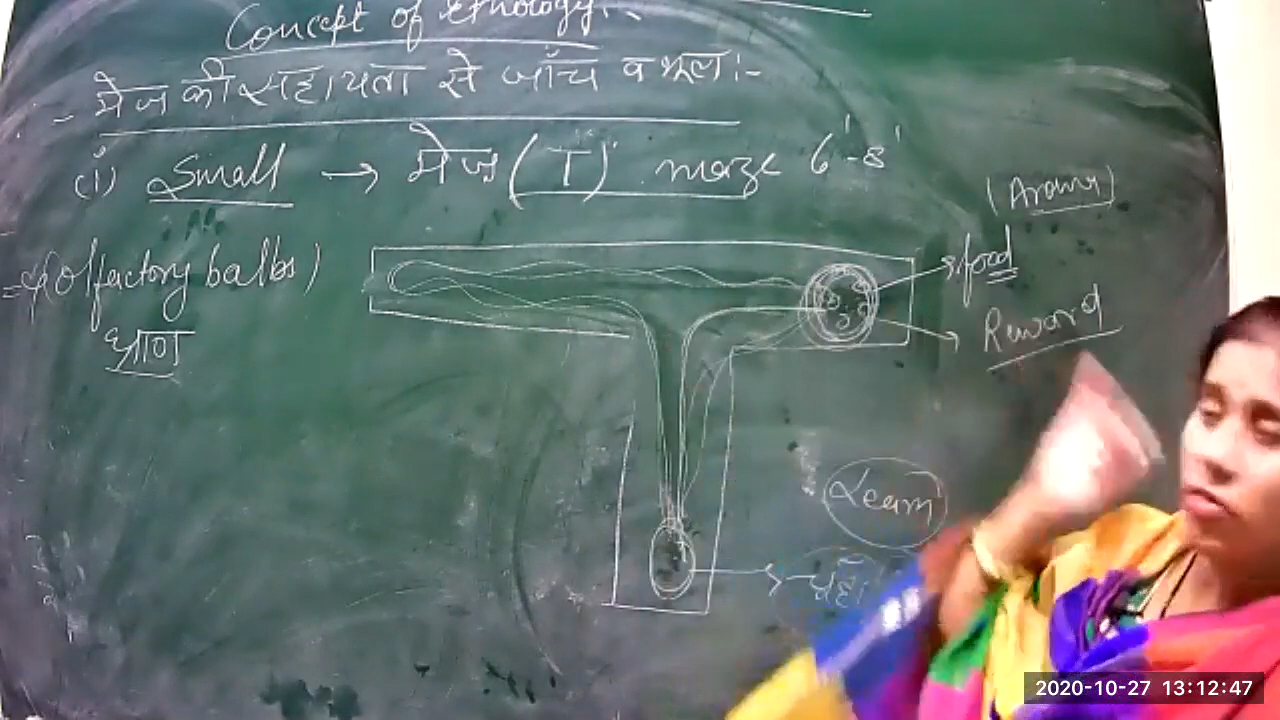 Concept of Ethology:-
- मेज की सहायता से जाँच व भूल :-
(i) Small → मेज (T) maze 6'-8'
(Aroma)
food
(olfactory balbs)
घ्राण
Reward
Learn
चूहा
2020-10-27 13:12:47